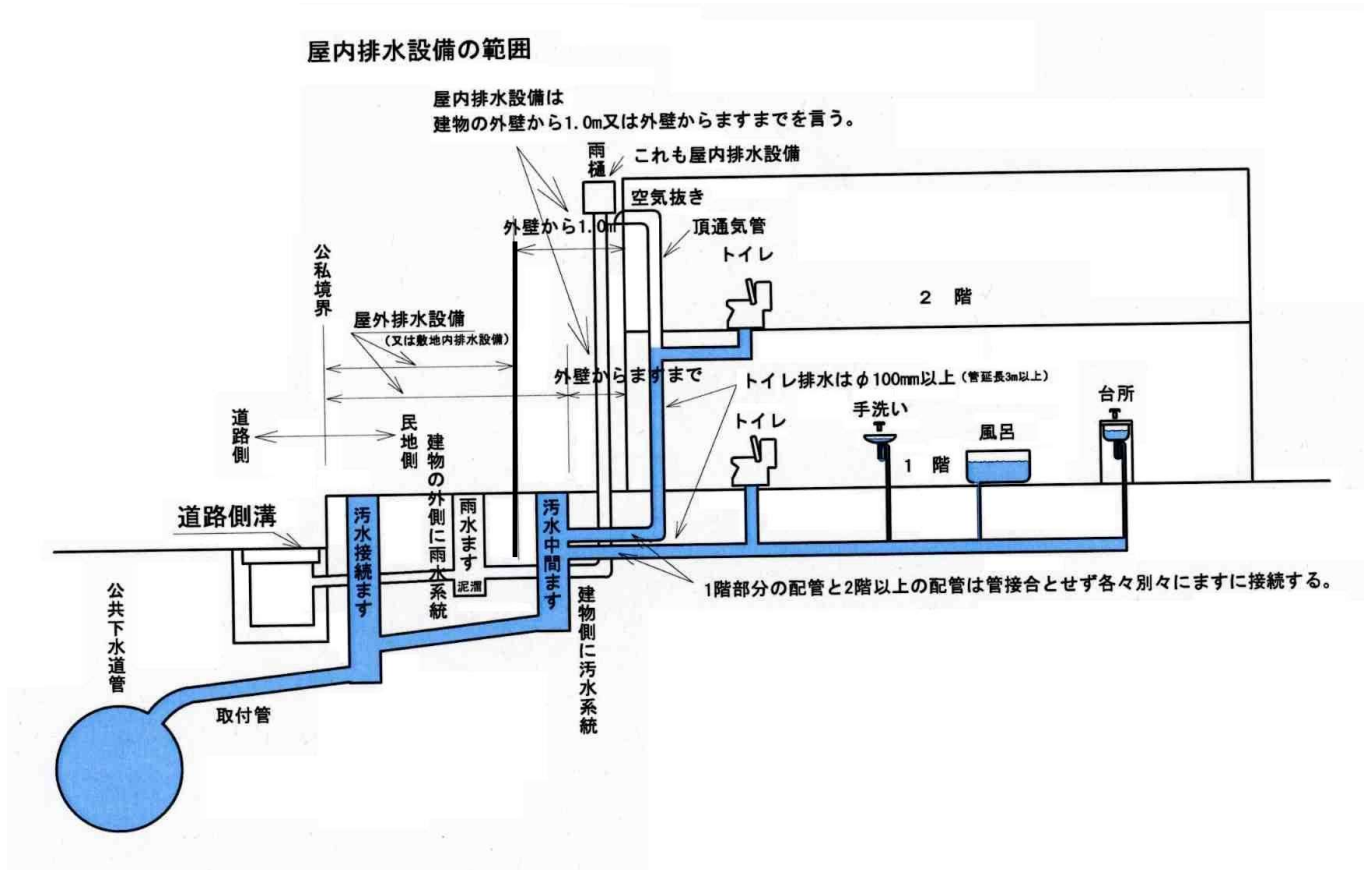 屋内排水設備の範囲
屋内排水設備は
建物の外壁から1.0m又は外壁からますまでを言う。
雨樋
これも屋内排水設備
空気抜き
外壁から1.0m
頂通気管
トイレ
公私境界
2 階
屋外排水設備
(又は敷地内排水設備)
外壁からますまで
トイレ排水はφ100mm以上(管延長3m以上)
台所
手洗い
トイレ
風呂
1 階
道路側
民地側
建物の外側に雨水系統
道路側溝
汚水接続ます
雨水ます
泥溜
汚水中間ます
1階部分の配管と2階以上の配管は管接合とせず各々別々にますに接続する。
建物側に汚水系統
公共下水道管
取付管